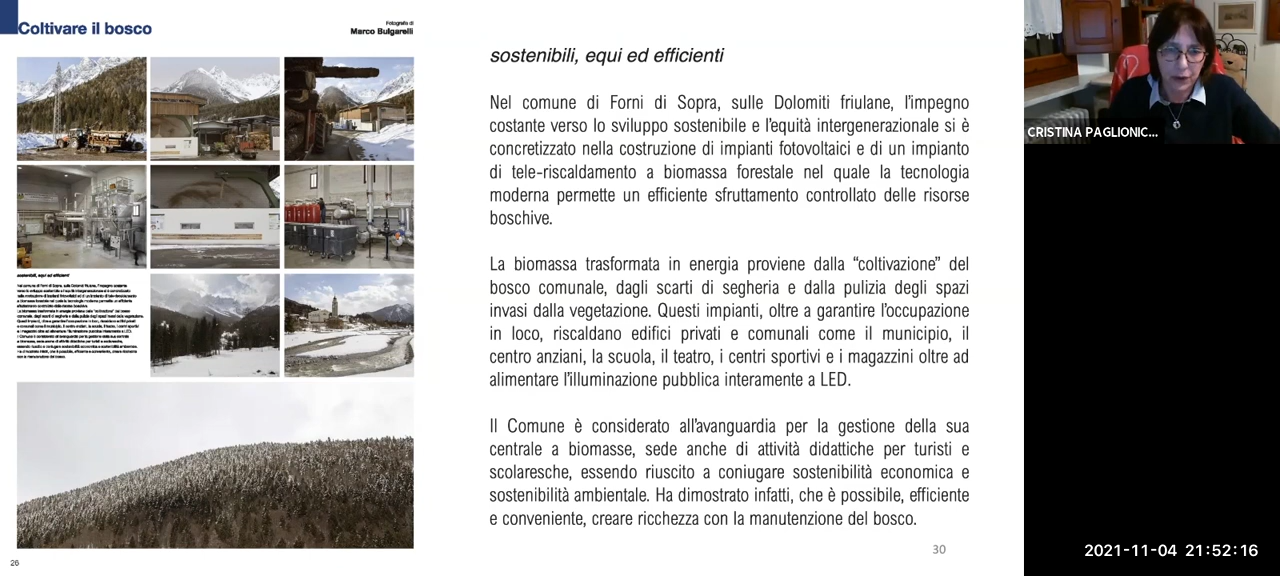 Coltivare il bosco
Fotografie di
Marco Bulgarelli
sostenibili, equi ed efficienti
26
sostenibili, equi ed efficienti
Nel comune di Forni di Sopra, sulle Dolomiti friulane, l'impegno
costante verso lo sviluppo sostenibile e l'equità intergenerazionale si è
concretizzato nella costruzione di impianti fotovoltaici e di un impianto
di tele-riscaldamento a biomassa forestale nel quale la tecnologia
moderna permette un efficiente sfruttamento controllato delle risorse
boschive.
La biomassa trasformata in energia proviene dalla “coltivazione” del
bosco comunale, dagli scarti di segheria e dalla pulizia degli spazi
invasi dalla vegetazione. Questi impianti, oltre a garantire l'occupazione
in loco, riscaldano edifici privati e comunali come il municipio, il
centro anziani, la scuola, il teatro, i centri sportivi e i magazzini oltre ad
alimentare l'illuminazione pubblica interamente a LED.
Il Comune è considerato all'avanguardia per la gestione della sua
centrale a biomasse, sede anche di attività didattiche per turisti e
scolaresche, essendo riuscito a coniugare sostenibilità economica e
sostenibilità ambientale. Ha dimostrato infatti, che è possibile, efficiente
e conveniente, creare ricchezza con la manutenzione del bosco.
30
CRISTINA PAGLIONIC...
2021-11-04 21:52:16